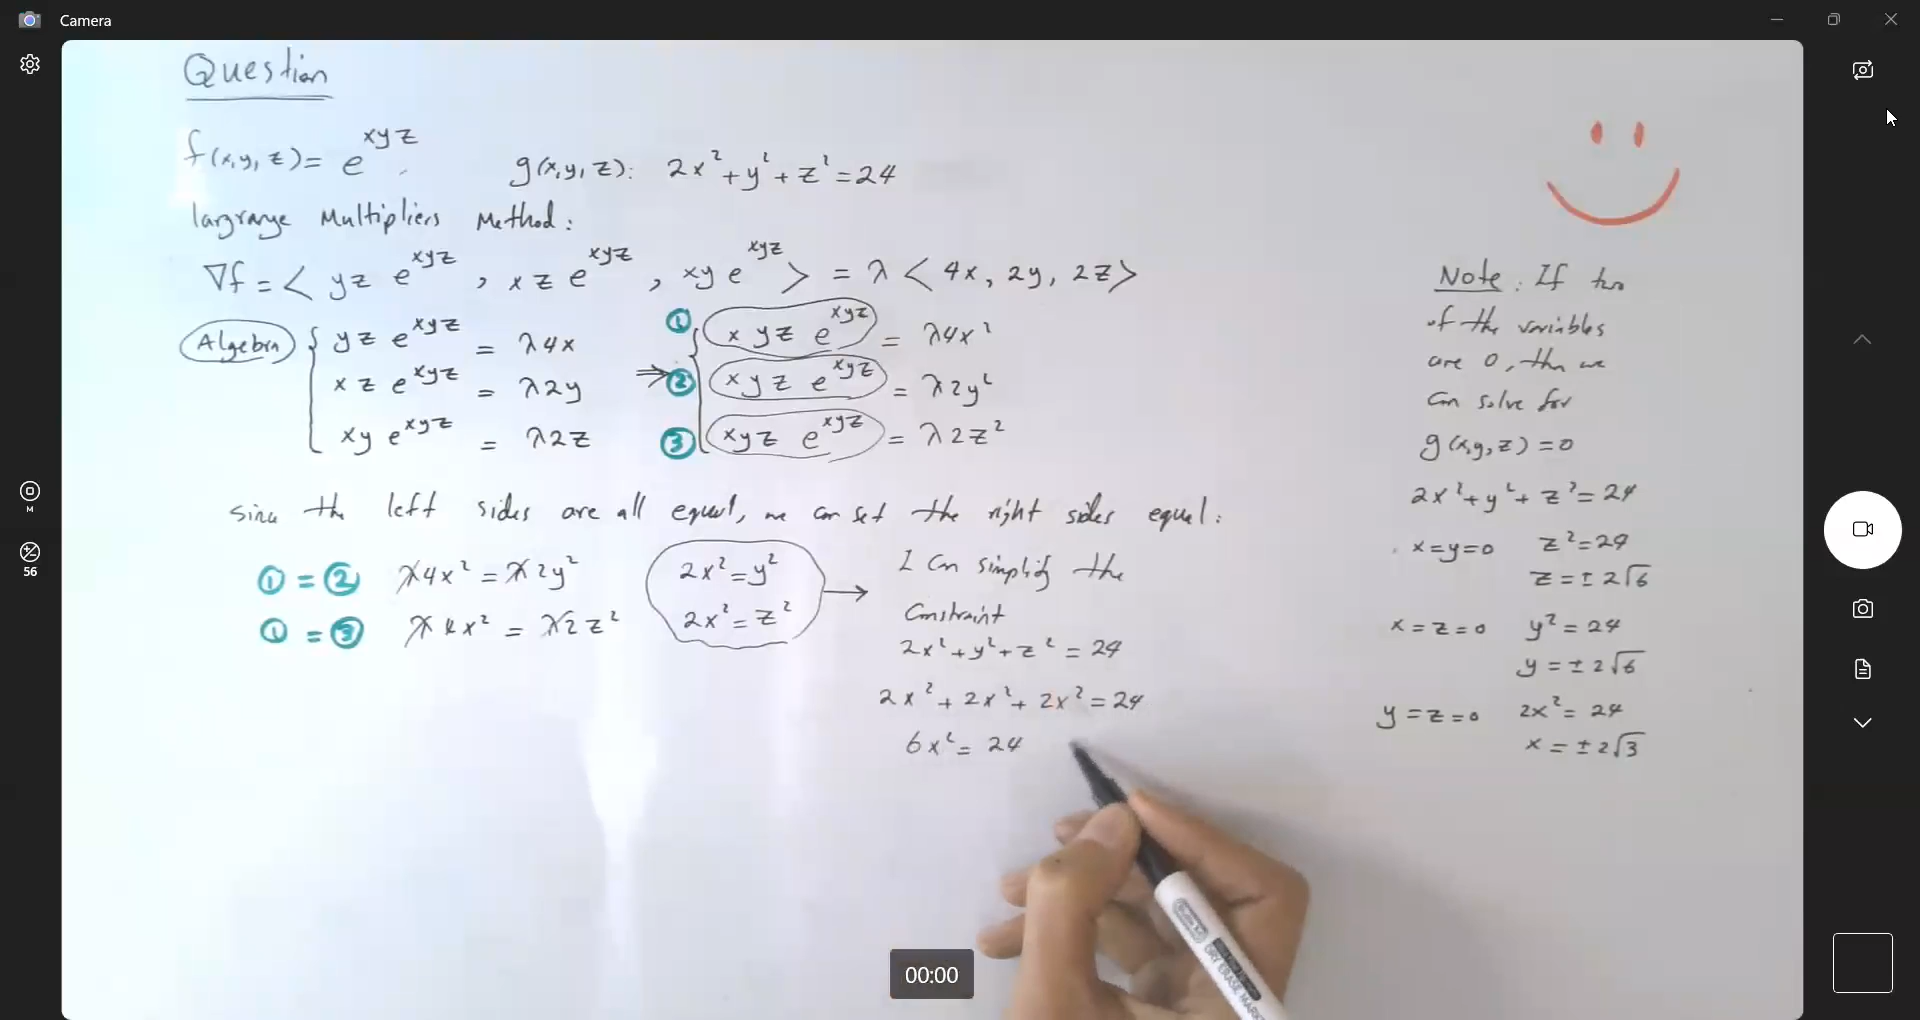 Camera
Question
f(x,y,z) = e^xyz g(x,y,z): 2x²+y²+z²=24
largrange Multipliers Method:
∇f = < yz e^xyz, xz e^xyz, xy e^xyz > = λ < 4x, 2y, 2z >
Algebra { yz e^xyz = λ4x ⇒ ① xyz e^xyz = λ4x²
xz e^xyz = λ2y ② xyz e^xyz = λ2y²
xy e^xyz = λ2z ③ xyz e^xyz = λ2z²
since the left sides are all equal, we can set the right sides equal:
① = ② λ4x² = λ2y² 2x²=y² →
① = ③ λ4x² = λ2z² 2x²=z²
I can simplify the
Constraint
2x²+y²+z² = 24
2x²+2x²+2x²=24
6x²= 24
Note: If two
of the variables
are 0, then we
can solve for
g(x,y,z)=0
2x²+y²+z²=24
x=y=0 z²=24
z=±2√6
x=z=0 y²=24
y=±2√6
y=z=0 2x²=24
x=±2√3
M
56
00:00
DRY ERASE MARKER